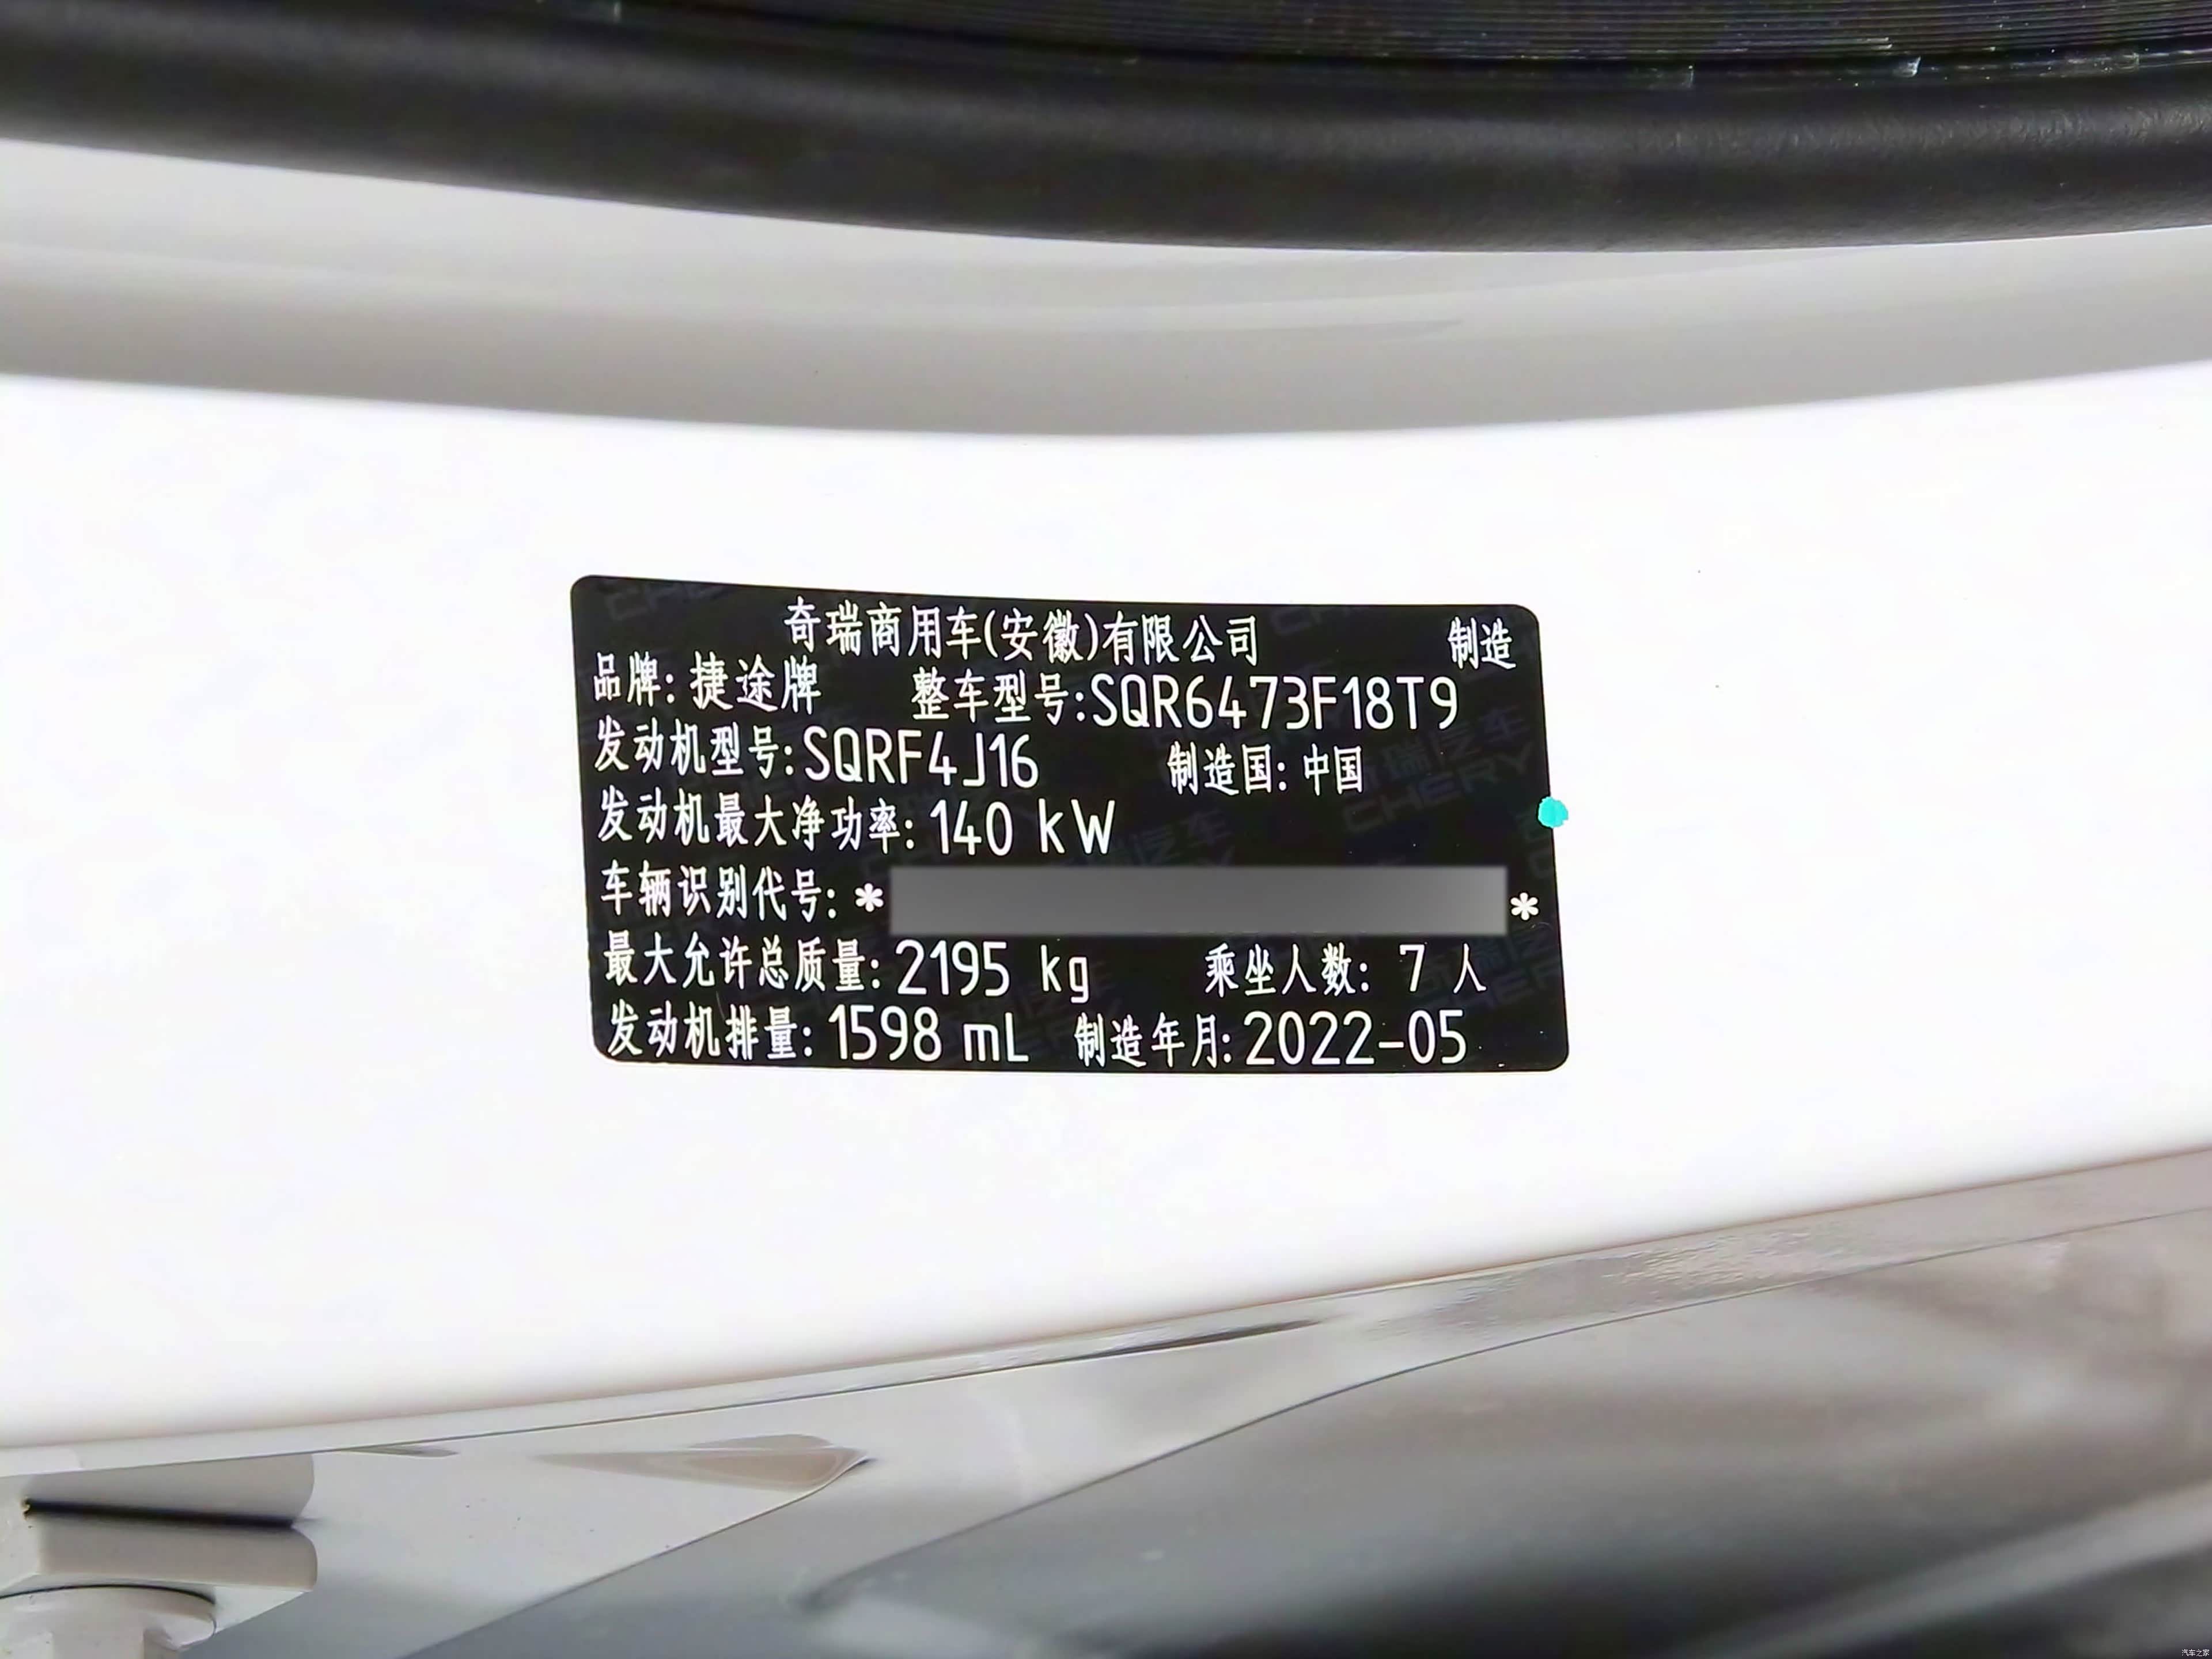 奇瑞商用车(安徽)有限公司 制造
品牌: 捷途牌 整车型号:SQR6473F18T9
发动机型号:SQRF4J16 制造国: 中国
发动机最大净功率: 140 kW
车辆识别代号: * *
最大允许总质量: 2195 kg 乘坐人数: 7 人
发动机排量: 1598 mL 制造年月: 2022-05
汽车之家